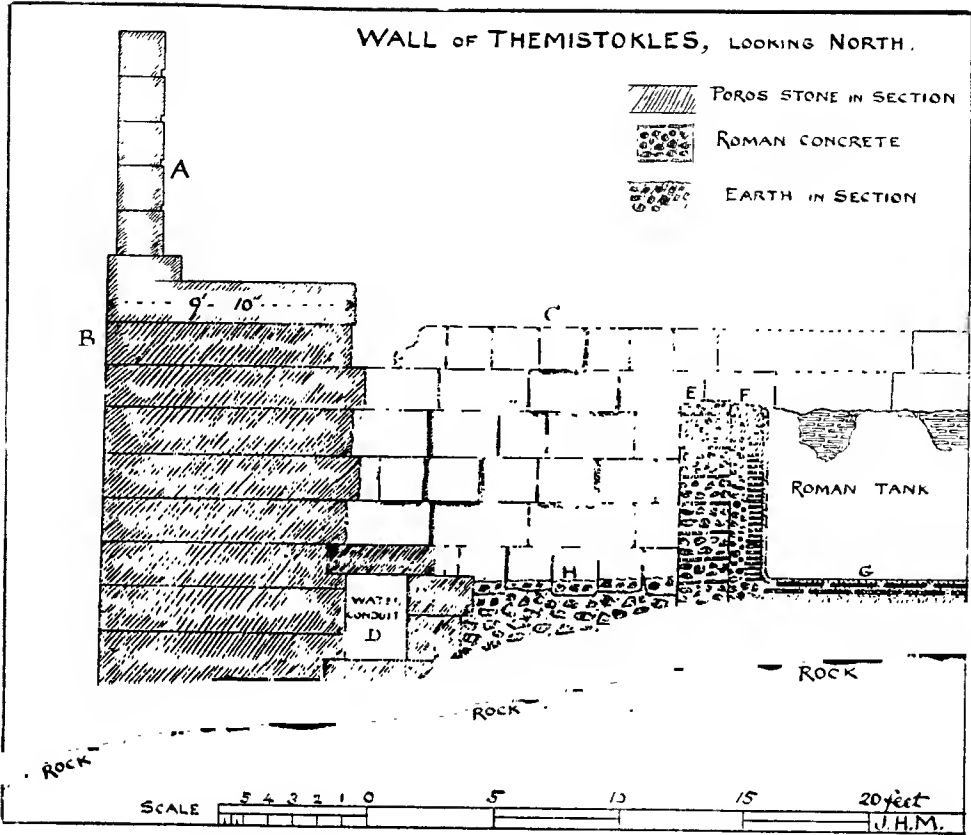 WALL OF THEMISTOKLES, LOOKING NORTH.
POROS STONE IN SECTION
ROMAN CONCRETE
EARTH IN SECTION
A
9'- 10"
B
C
E
F
ROMAN TANK
G
H
WATER
CONDUIT
D
ROCK
ROCK
ROCK
SCALE
5 4 3 2 1 0 5 10 15 20 feet
J.H.M.